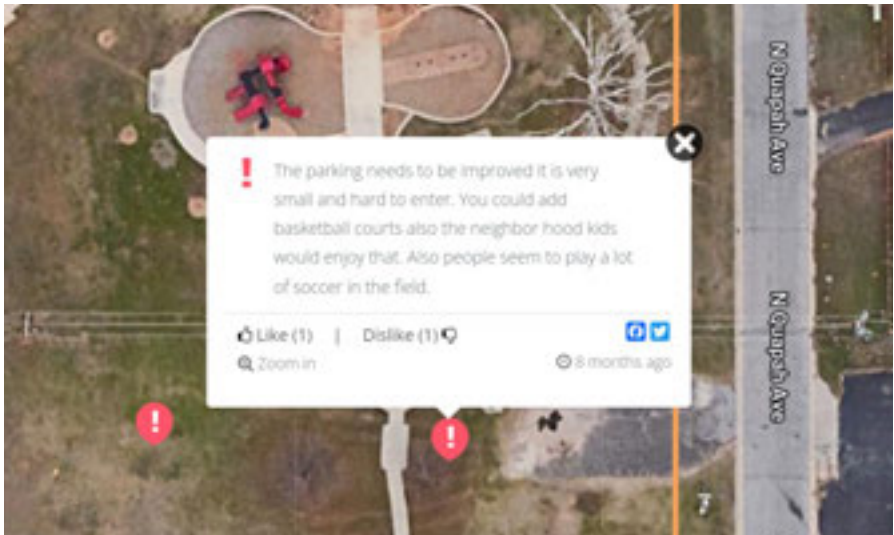 The parking needs to be improved it is very
small and hard to enter. You could add
basketball courts also the neighbor hood kids
would enjoy that. Also people seem to play a lot
of soccer in the field.
Like (1) | Dislike (1)
Zoom in
8 months ago
N Quapah Ave
N Quapah Ave